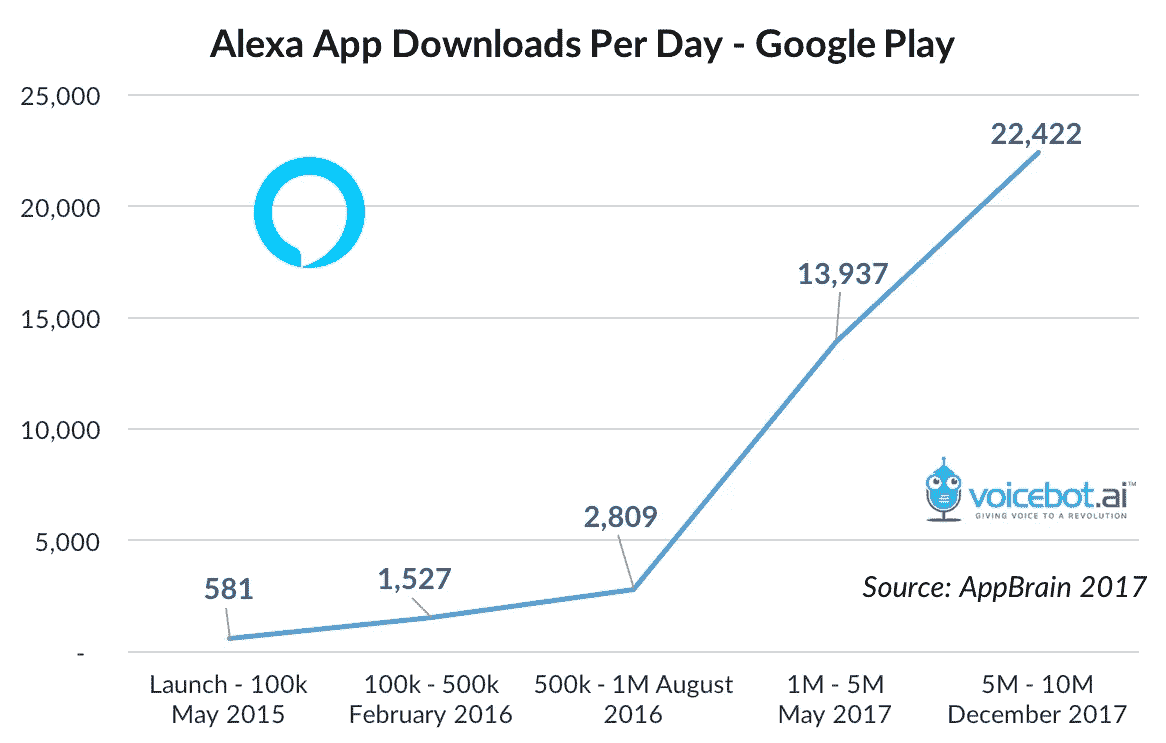 Alexa App Downloads Per Day - Google Play
25,000
22,422
20,000
13,937
15,000
10,000
voicebot.ai™
GIVING VOICE TO A REVOLUTION
2,809
5,000
1,527
581
Source: AppBrain 2017
-
Launch - 100k
May 2015
100k - 500k
February 2016
500k - 1M August
2016
1M - 5M
May 2017
5M - 10M
December 2017